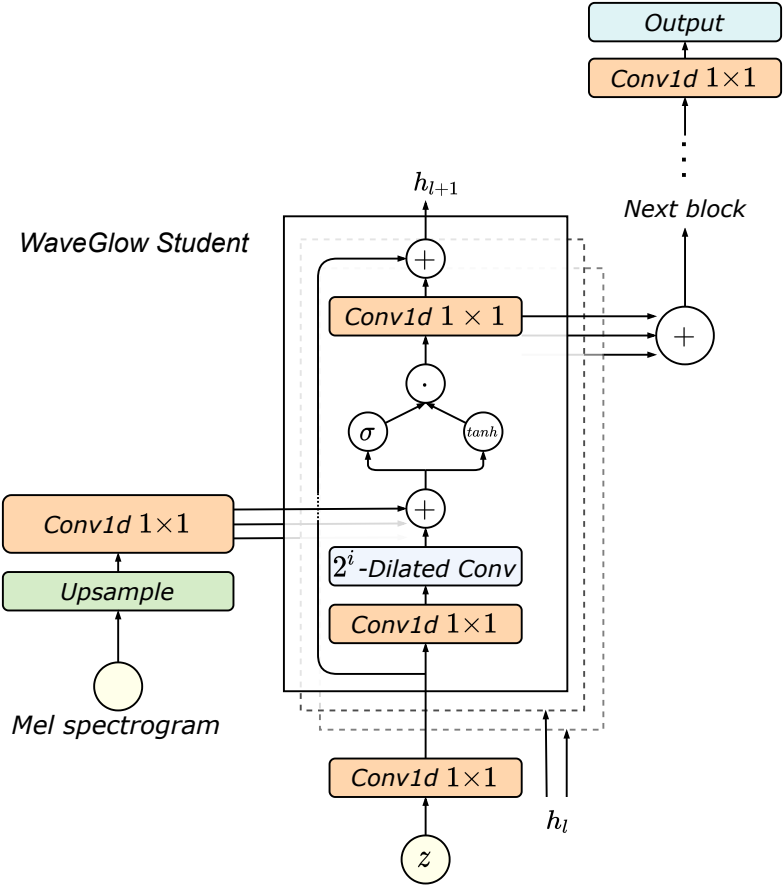 Output
Conv1d 1×1
Next block
h_{l+1}
WaveGlow Student
+
Conv1d 1 × 1
+
·
σ
tanh
+
Conv1d 1×1
2^i-Dilated Conv
Upsample
Conv1d 1×1
Mel spectrogram
Conv1d 1×1
h_l
z